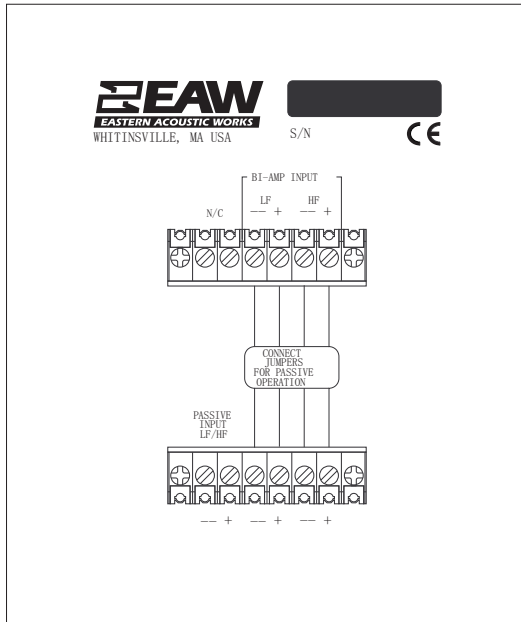 EAW
EASTERN ACOUSTIC WORKS
WHITINSVILLE, MA USA
S/N
CE
BI-AMP INPUT
LF HF
N/C
-- + -- +
CONNECT
JUMPERS
FOR PASSIVE
OPERATION
PASSIVE
INPUT
LF/HF
-- + -- + -- +